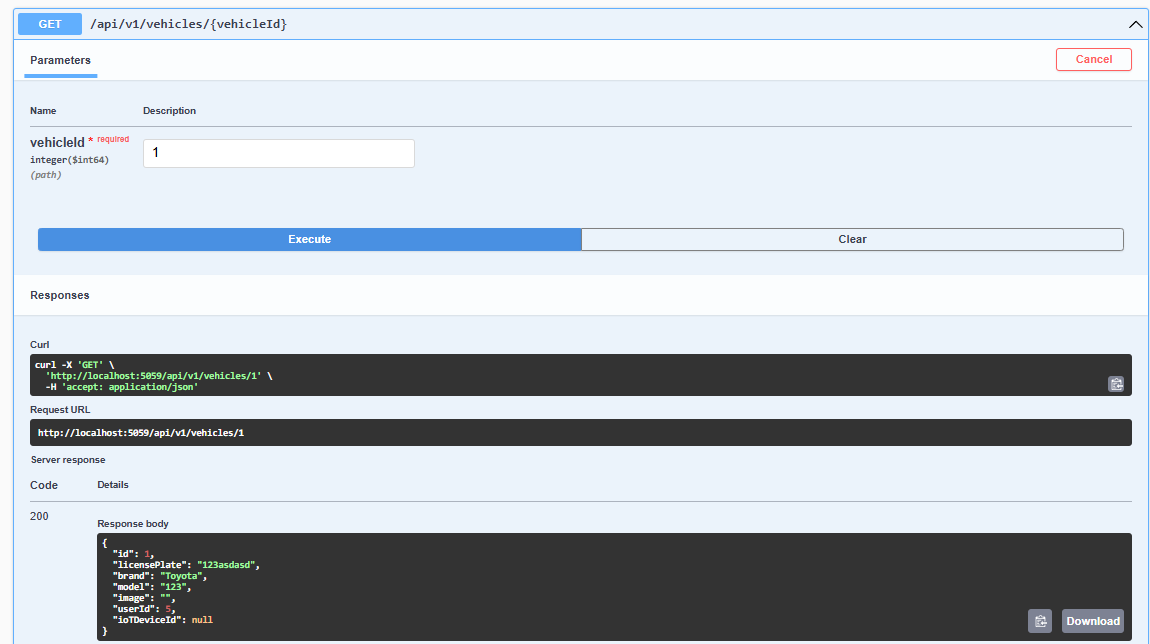 GET /api/v1/vehicles/{vehicleId}
Parameters
Cancel
Name Description
vehicleId * required
integer($int64)
(path)
1
Execute Clear
Responses
Curl
curl -X 'GET' \
  'http://localhost:5059/api/v1/vehicles/1' \
  -H 'accept: application/json'
Request URL
http://localhost:5059/api/v1/vehicles/1
Server response
Code Details
200
Response body
{
  "id": 1,
  "licensePlate": "123asdasd",
  "brand": "Toyota",
  "model": "123",
  "image": "",
  "userId": 5,
  "ioTDeviceId": null
}
Download